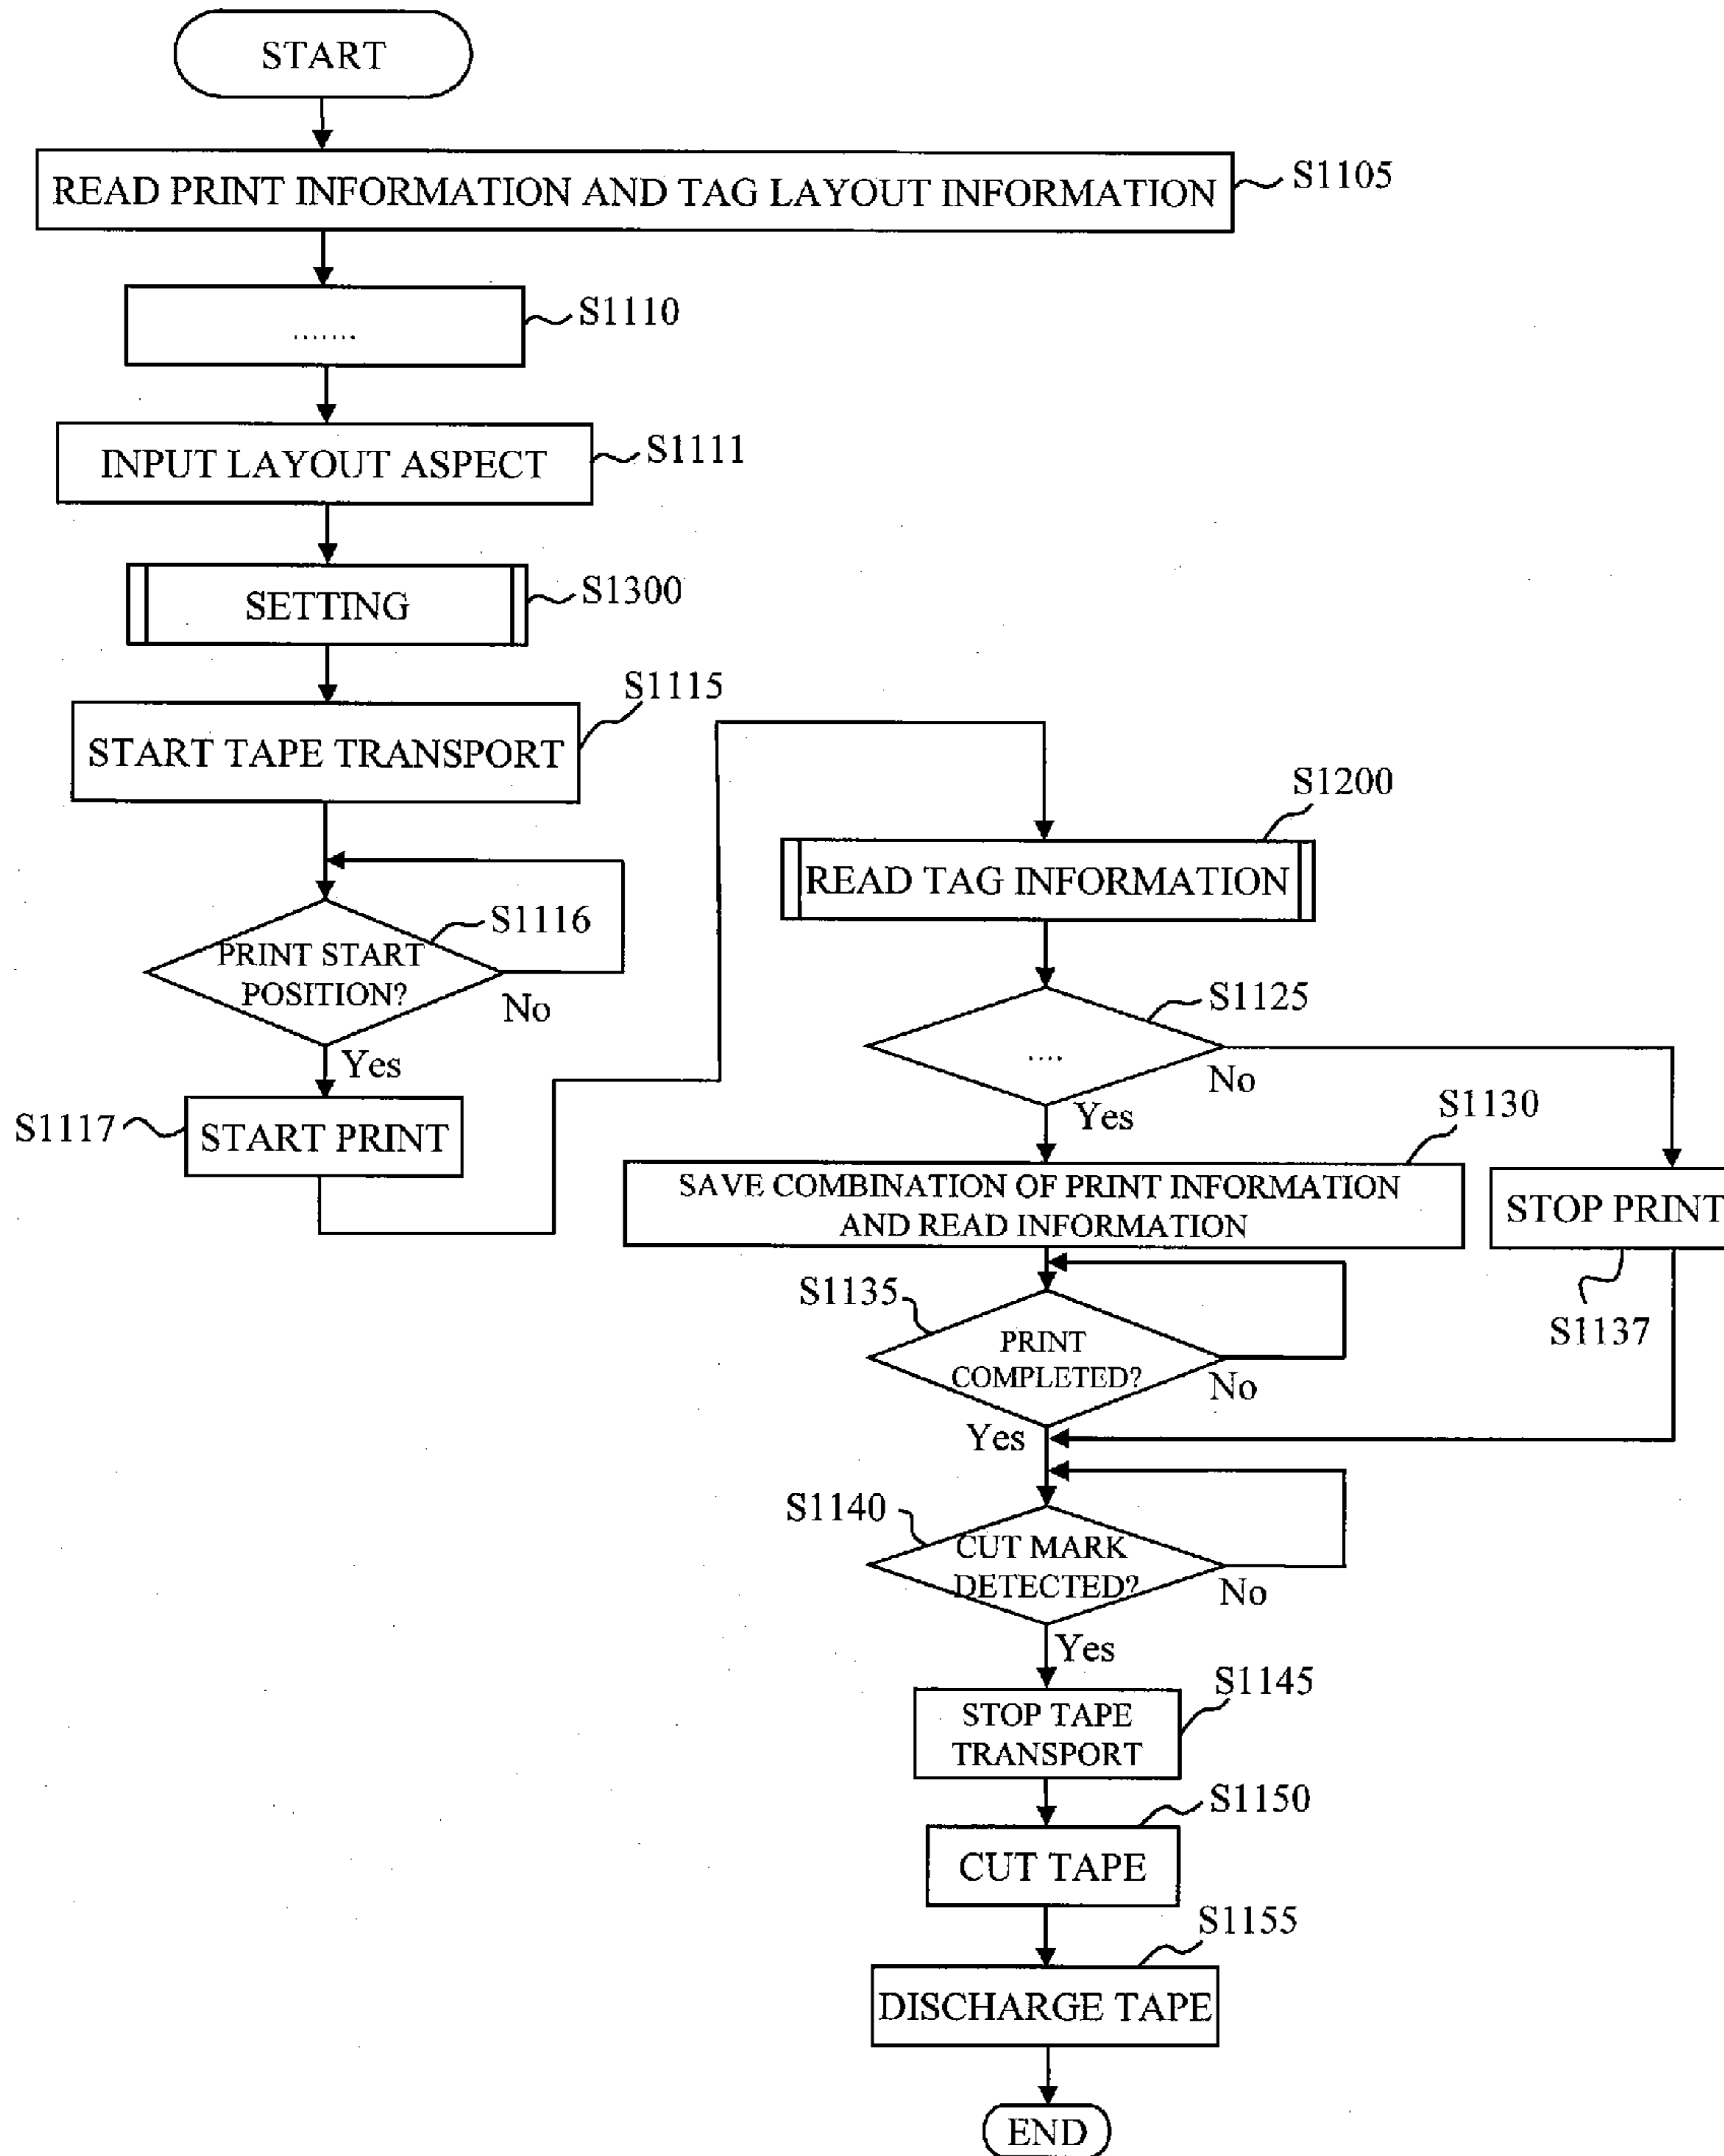 START
READ PRINT INFORMATION AND TAG LAYOUT INFORMATION
S1105
.......
S1110
INPUT LAYOUT ASPECT
S1111
SETTING
S1300
S1115
START TAPE TRANSPORT
S1116
PRINT START
POSITION?
No
Yes
S1117
START PRINT
S1200
READ TAG INFORMATION
S1125
....
No
Yes
S1130
SAVE COMBINATION OF PRINT INFORMATION
AND READ INFORMATION
STOP PRINT
S1137
S1135
PRINT
COMPLETED?
No
Yes
S1140
CUT MARK
DETECTED?
No
Yes
S1145
STOP TAPE
TRANSPORT
S1150
CUT TAPE
S1155
DISCHARGE TAPE
END